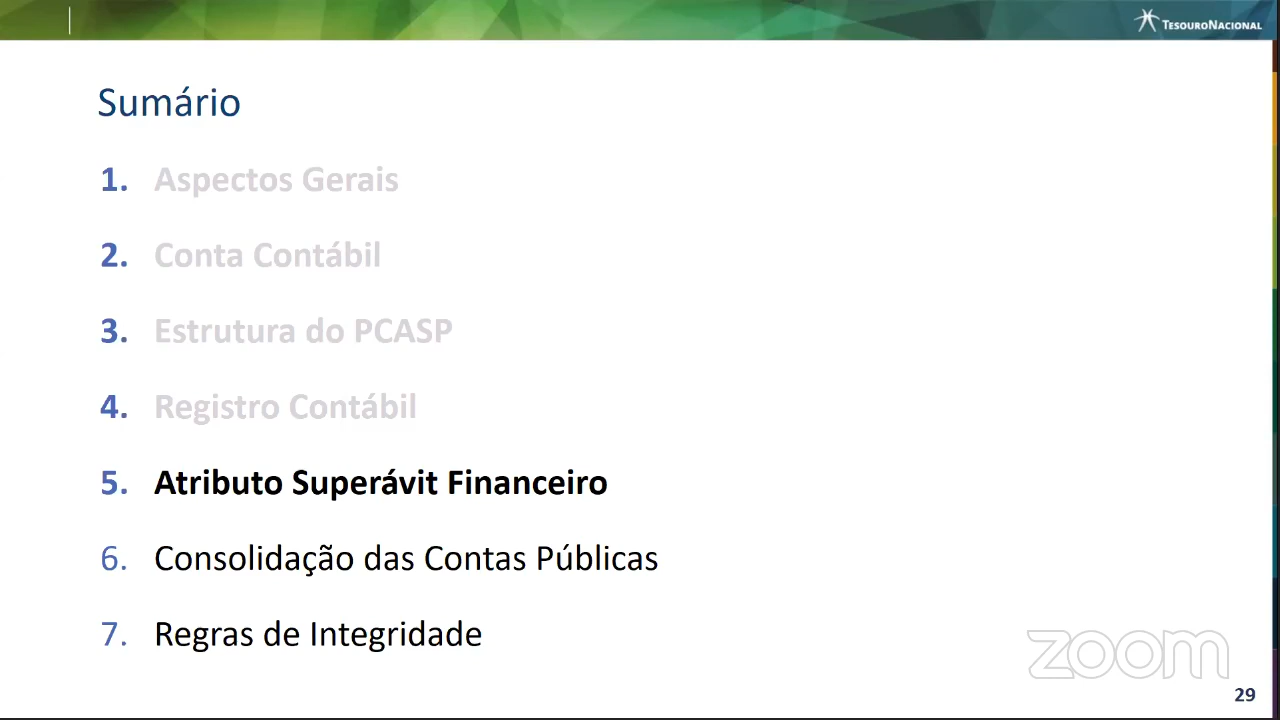 TESOURONACIONAL
Sumário
1. Aspectos Gerais
2. Conta Contábil
3. Estrutura do PCASP
4. Registro Contábil
5. Atributo Superávit Financeiro
6. Consolidação das Contas Públicas
7. Regras de Integridade
zoom
29